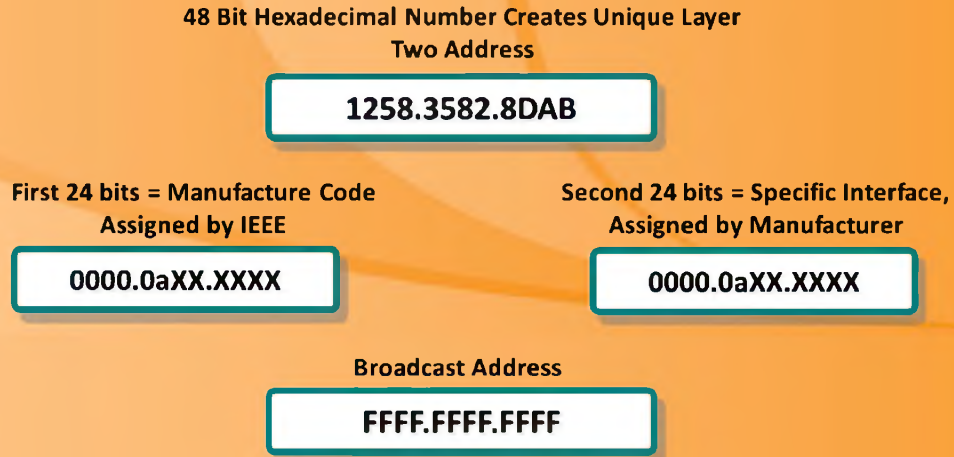 48 Bit Hexadecimal Number Creates Unique Layer
Two Address
1258.3582.8DAB
First 24 bits = Manufacture Code
Assigned by IEEE
0000.0aXX.XXXX
Second 24 bits = Specific Interface,
Assigned by Manufacturer
0000.0aXX.XXXX
Broadcast Address
FFFF.FFFF.FFFF